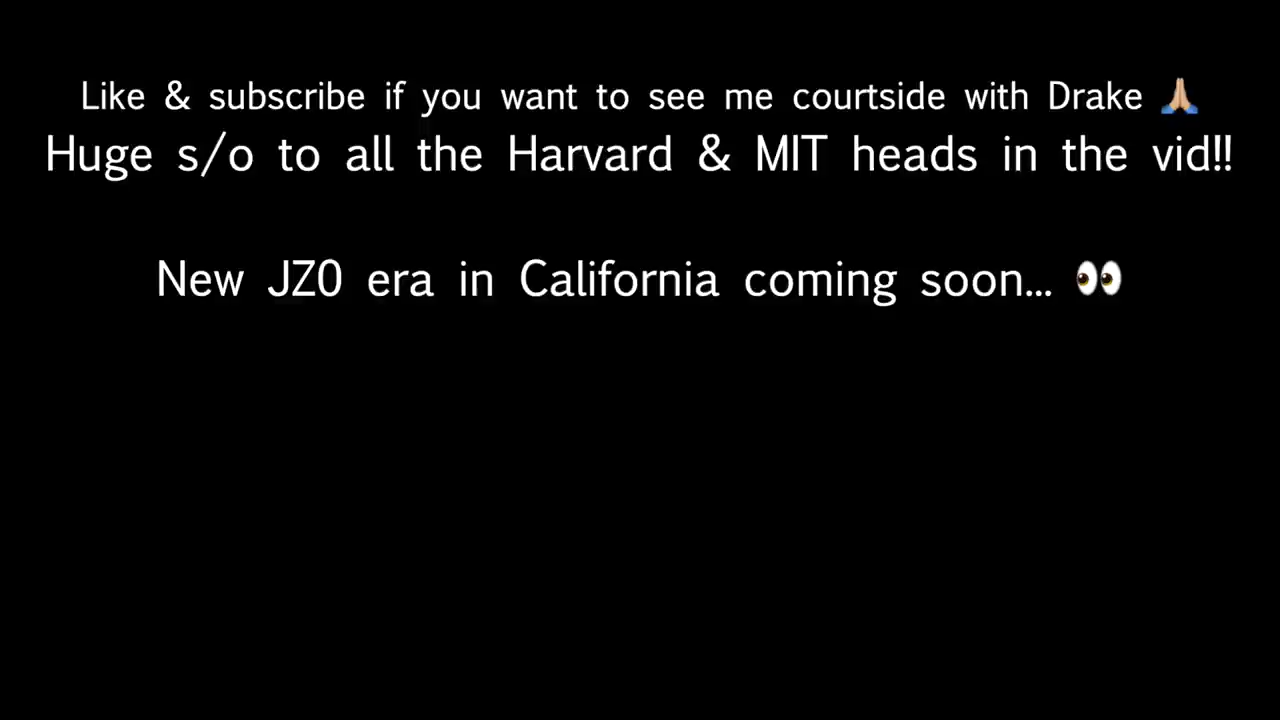 Like & subscribe if you want to see me courtside with Drake 🙏🏼
Huge s/o to all the Harvard & MIT heads in the vid!!
New JZO era in California coming soon... 👀